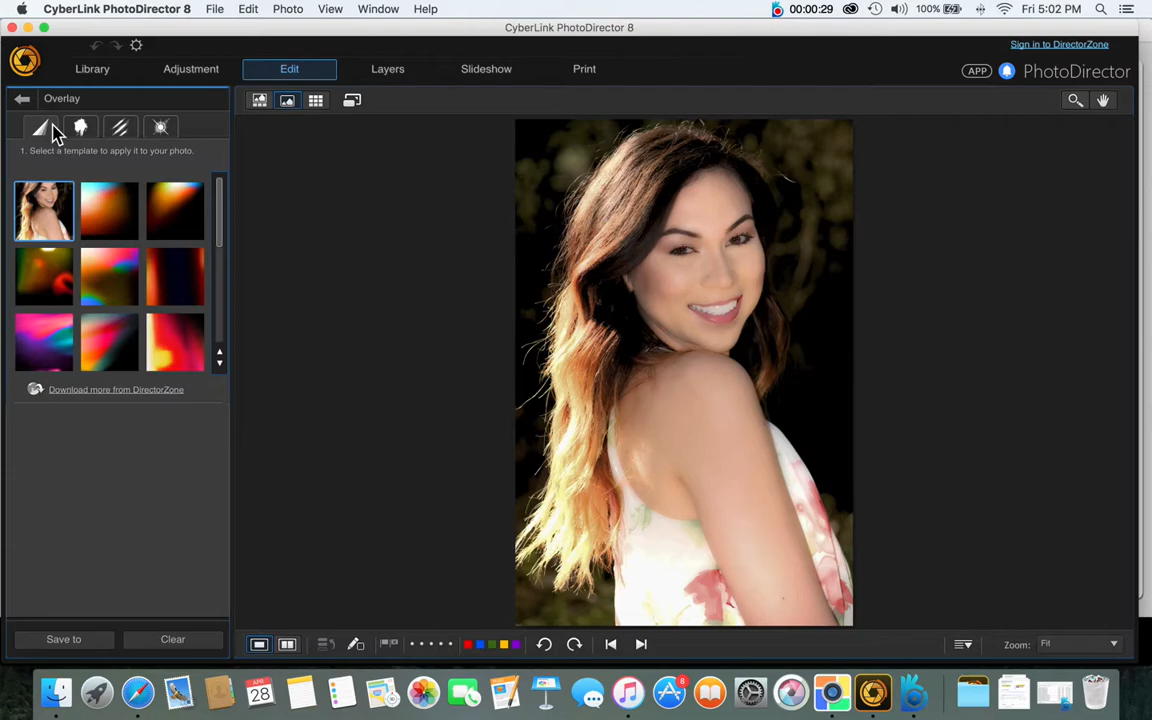 CyberLink PhotoDirector 8 File Edit Photo View Window Help 00:00:29 100% Fri 5:02 PM
CyberLink PhotoDirector 8
Sign in to DirectorZone
Library Adjustment Edit Layers Slideshow Print APP PhotoDirector
Overlay
1. Select a template to apply it to your photo.
Download more from DirectorZone
Save to Clear Zoom: Fit
APR
28
8